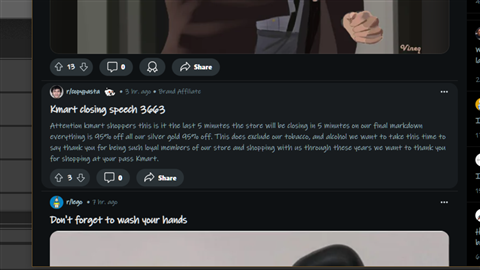 Vinny
13
0
Share
r/copypasta • 3 hr. ago • Brand Affiliate
Kmart closing speech 3663
Attention kmart shoppers this is it the last 5 minutes the store will be closing in 5 minutes on our final markdown
everything is 95% off all our silver gold 95% off. This does exclude our tobacco, and alcohol we want to take this time to
say thank you for being such loyal members of our store and shopping with us through these years we want to thank you
for shopping at your pass Kmart.
3
0
Share
r/lego • 7 hr. ago
Don't forget to wash your hands